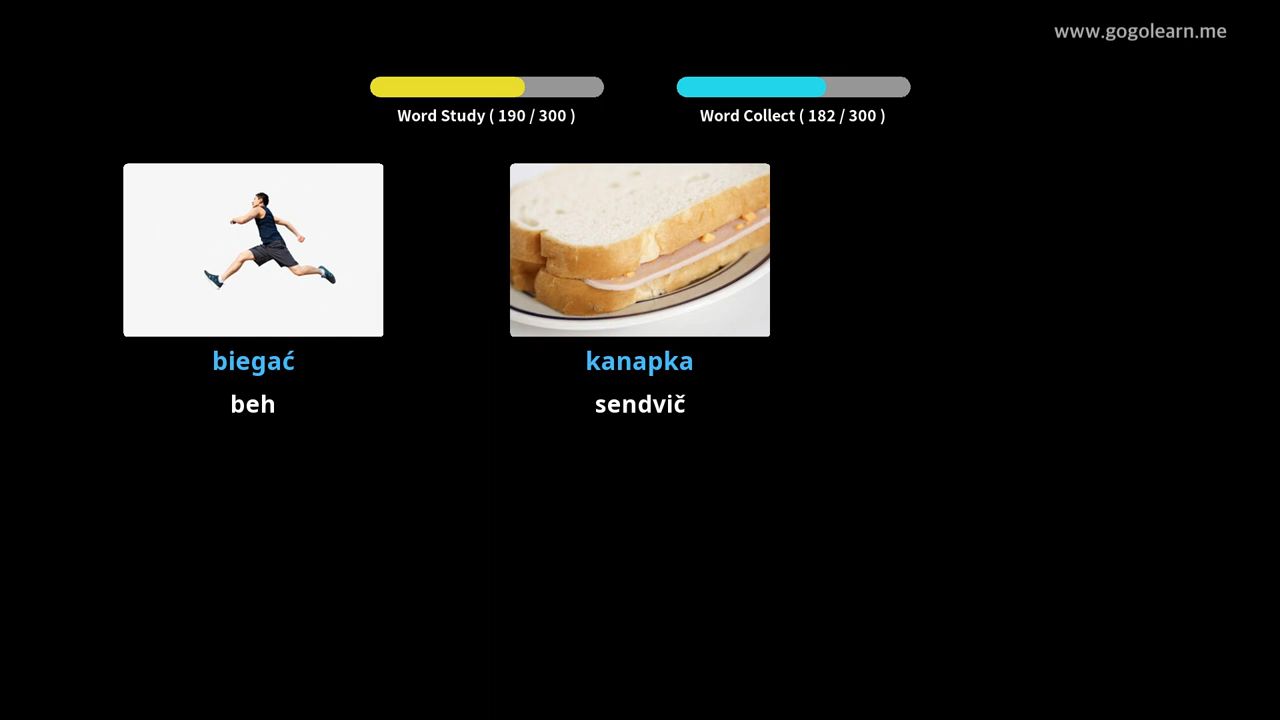 www.gogolearn.me
Word Study ( 190 / 300 )
Word Collect ( 182 / 300 )
biegać
kanapka
beh
sendvič